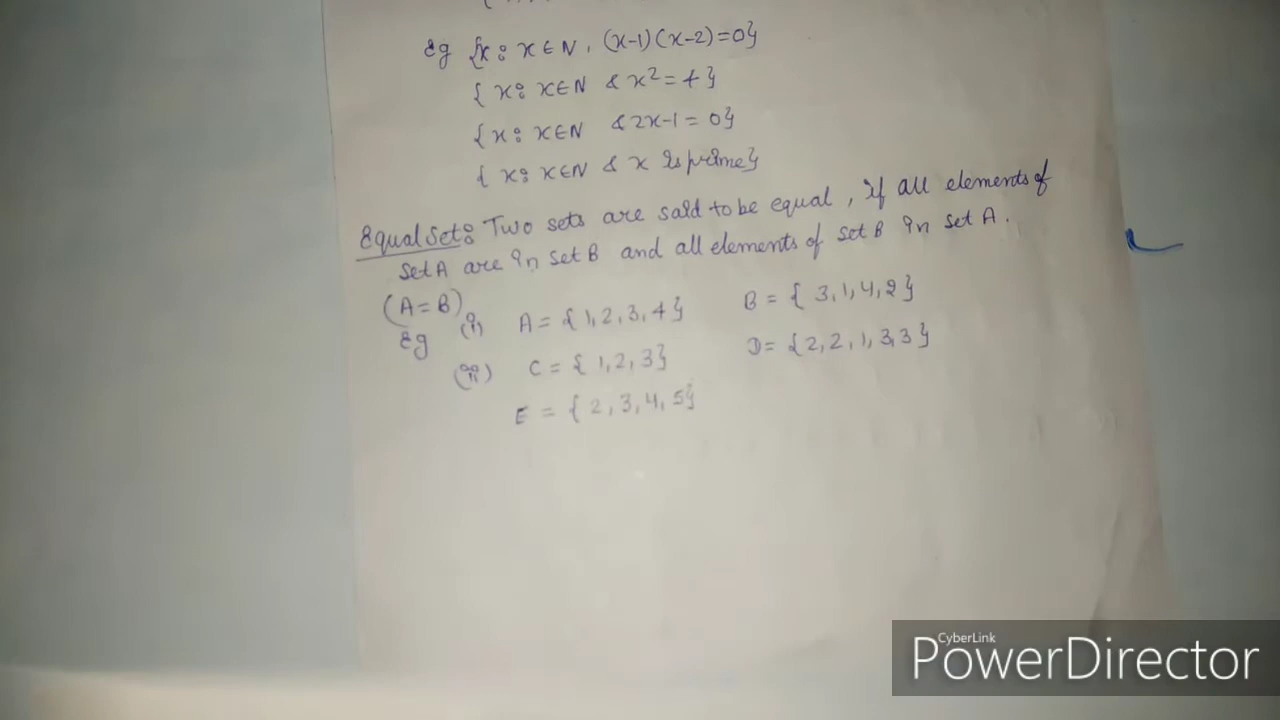 Eg {x : x ∈ N, (x-1)(x-2)=0}
{ x : x ∈ N & x² = 4 }
{ x : x ∈ N & 2x-1 = 0}
{ x : x ∈ N & x is prime}
Equal Set : Two sets are said to be equal, if all elements of
set A are in set B and all elements of set B in set A.
(A = B)
Eg (i) A = {1, 2, 3, 4} B = { 3, 1, 4, 2 }
(ii) C = { 1, 2, 3} D = {2, 2, 1, 3, 3 }
E = { 2, 3, 4, 5}
CyberLink
PowerDirector